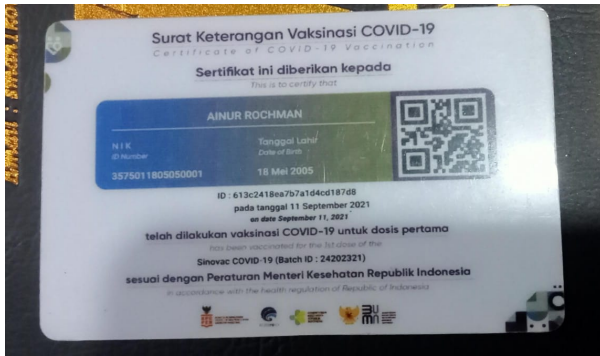 Surat Keterangan Vaksinasi COVID-19
Certificate of COVID-19 Vaccination
Sertifikat ini diberikan kepada
This is to certify that
AINUR ROCHMAN
NIK
ID Number
3575011805050001
Tanggal Lahir
Date of Birth
18 Mei 2005
ID : 613c2418ea7b7a1d4cd187d8
pada tanggal 11 September 2021
on date September 11, 2021
telah dilakukan vaksinasi COVID-19 untuk dosis pertama
has been vaccinated for the 1st dose of the
Sinovac COVID-19 (Batch ID : 24202321)
sesuai dengan Peraturan Menteri Kesehatan Republik Indonesia
in accordance with the health regulation of Republic of Indonesia